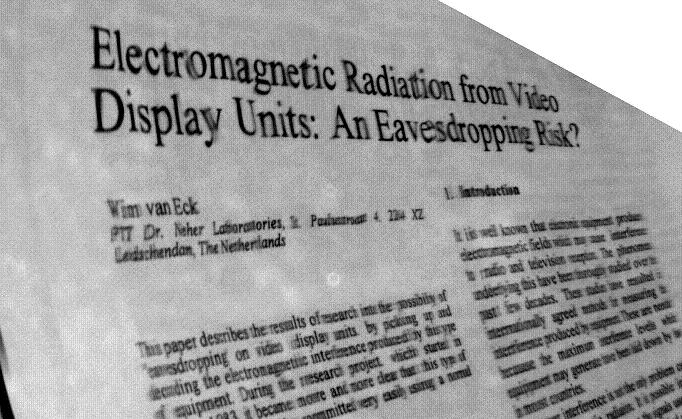 Electromagnetic Radiation from Video
Display Units: An Eavesdropping Risk?
Wim van Eck
PTT Dr. Neher Laboratories, St. Paulusstraat 4, 2264 XZ
Leidschendam, The Netherlands
This paper describes the results of research into the possibility of
eavesdropping on video display units, by picking up and
decoding the electromagnetic interference produced by this type
of equipment. During the research project, which started in
1983, it became more and more clear that this type of
committed very easily using a normal
1. Introduction
It is well known that electronic equipment produces
electromagnetic fields which may cause interference
to radio and television reception. The phenomena
underlying this have been thoroughly studied over the
past few decades. These studies have resulted in
internationally agreed methods for measuring the
interference produced by equipment. These are needed
because the maximum interference levels which
equipment may generate have been laid down by law
in most countries.
interference is not the only problem
it is possible